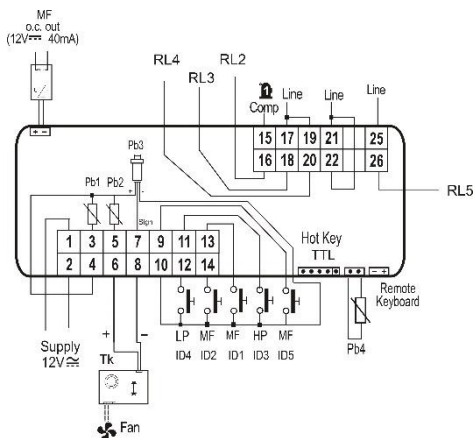 MF
o.c. out
(12V⎓ 40mA)
RL4
RL3
RL2
1
Comp
Line
Line
Line
15 17 19 21 25
16 18 20 22 26
RL5
+ -
Pb3
Pb1
Pb2
+ -
Sign
1 3 5 7 9 11 13
2 4 6 8 10 12 14
Hot Key
TTL
- +
Remote
Keyboard
Pb4
LP MF MF HP MF
ID4 ID2 ID1 ID3 ID5
Supply
12V
+ -
Tk
Fan